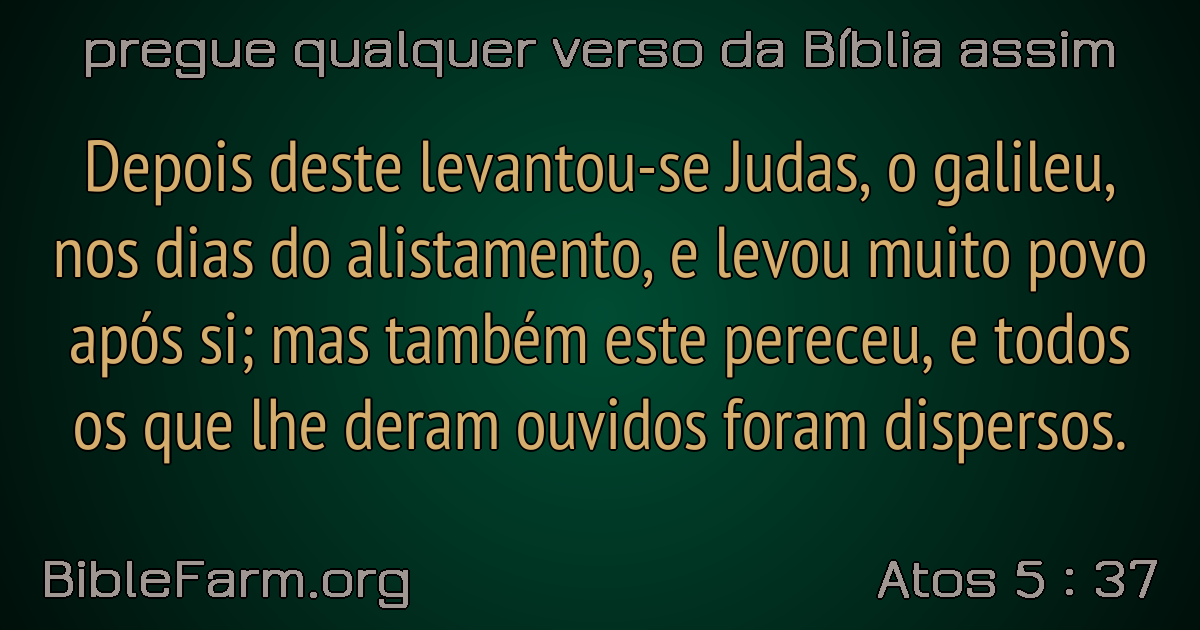 pregue qualquer verso da Bíblia assim
Depois deste levantou-se Judas, o galileu,
nos dias do alistamento, e levou muito povo
após si; mas também este pereceu, e todos
os que lhe deram ouvidos foram dispersos.
BibleFarm.org
Atos 5 : 37